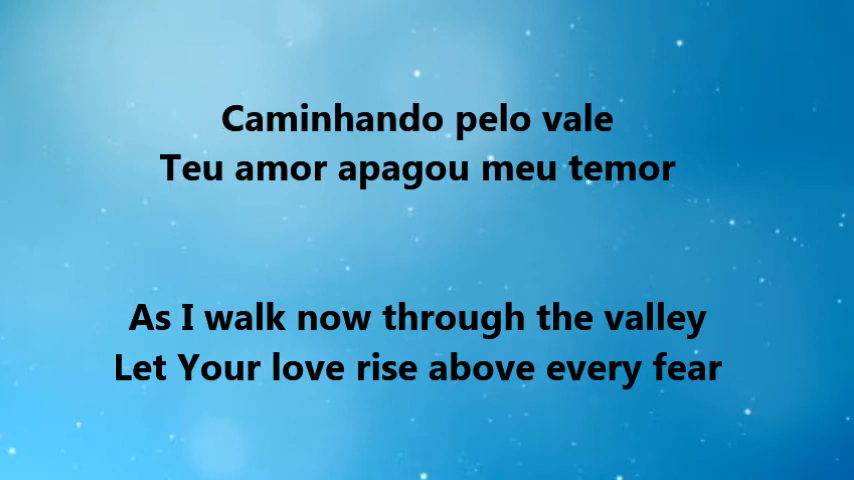 Caminhando pelo vale
Teu amor apagou meu temor
As I walk now through the valley
Let Your love rise above every fear